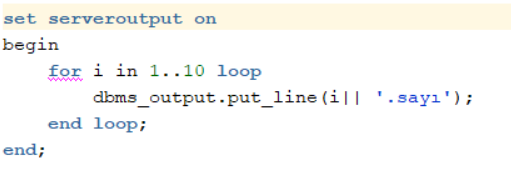 set serveroutput on
begin
    for i in 1..10 loop
        dbms_output.put_line(i|| '.sayı');
    end loop;
end;